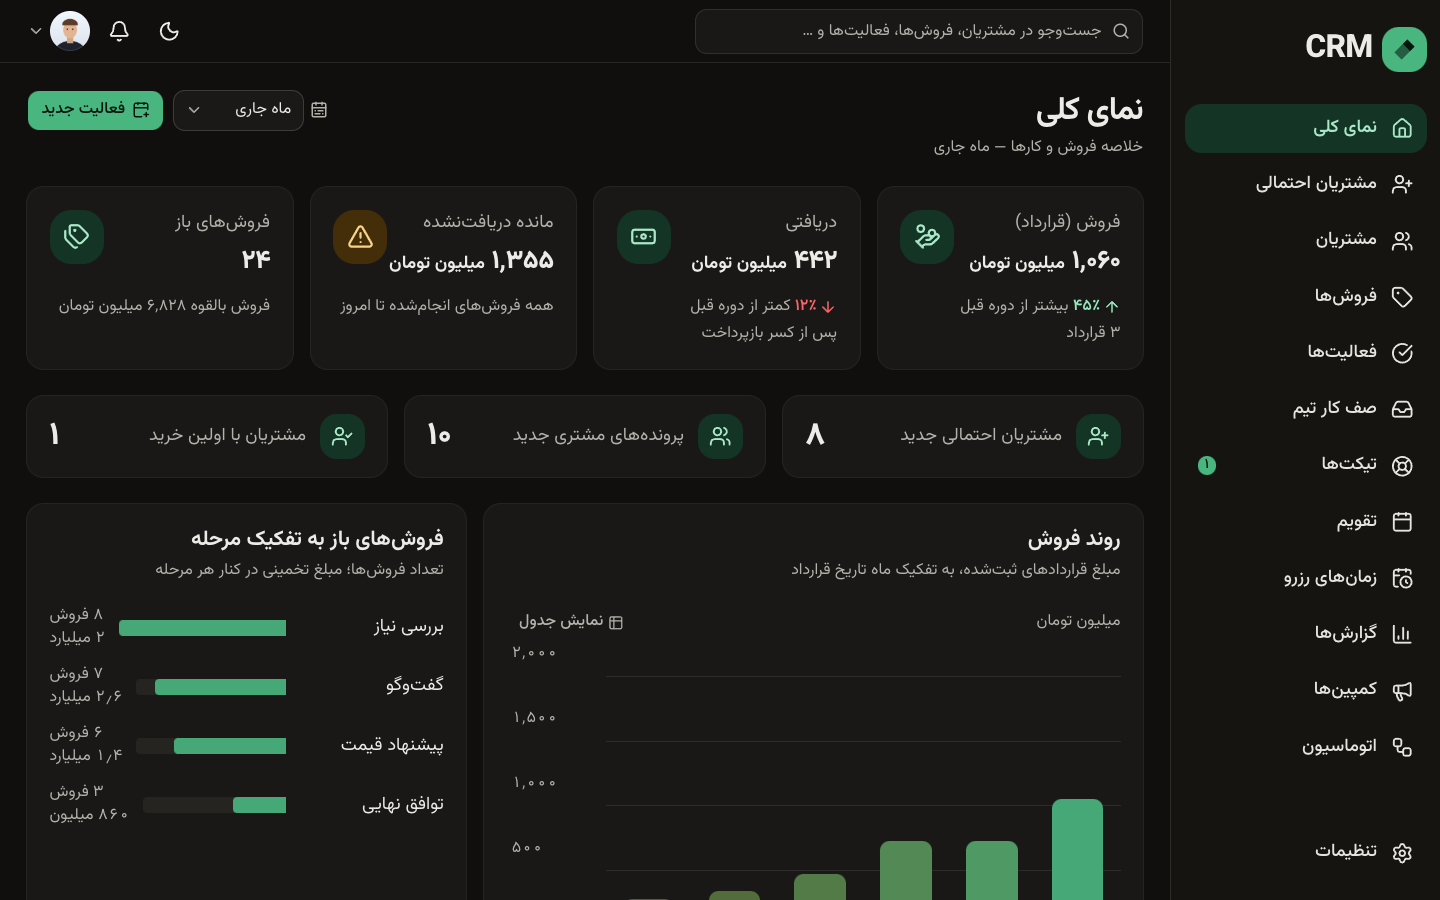 CRM
نمای کلی
مشتریان احتمالی
مشتریان
فروش‌ها
فعالیت‌ها
صف کار تیم
تیکت‌ها
۱
تقویم
زمان‌های رزرو
گزارش‌ها
کمپین‌ها
اتوماسیون
تنظیمات
جست‌وجو در مشتریان، فروش‌ها، فعالیت‌ها و ...
نمای کلی
خلاصه فروش و کارها — ماه جاری
ماه جاری
فعالیت جدید
فروش (قرارداد)
۱,۰۶۰ میلیون تومان
۴۵٪ بیشتر از دوره قبل
۳ قرارداد
دریافتی
۴۴۲ میلیون تومان
۱۲٪ کمتر از دوره قبل
پس از کسر بازپرداخت
مانده دریافت‌نشده
۱,۳۵۵ میلیون تومان
همه فروش‌های انجام‌شده تا امروز
فروش‌های باز
۲۴
فروش بالقوه ۶,۸۲۸ میلیون تومان
مشتریان احتمالی جدید
۸
پرونده‌های مشتری جدید
۱۰
مشتریان با اولین خرید
۱
روند فروش
مبلغ قراردادهای ثبت‌شده، به تفکیک ماه تاریخ قرارداد
میلیون تومان
نمایش جدول
۲,۰۰۰
۱,۵۰۰
۱,۰۰۰
۵۰۰
فروش‌های باز به تفکیک مرحله
تعداد فروش‌ها؛ مبلغ تخمینی در کنار هر مرحله
بررسی نیاز
۸ فروش
۲ میلیارد
گفت‌وگو
۷ فروش
۲٫۶ میلیارد
پیشنهاد قیمت
۶ فروش
۱٫۴ میلیارد
توافق نهایی
۳ فروش
۸۶۰ میلیون